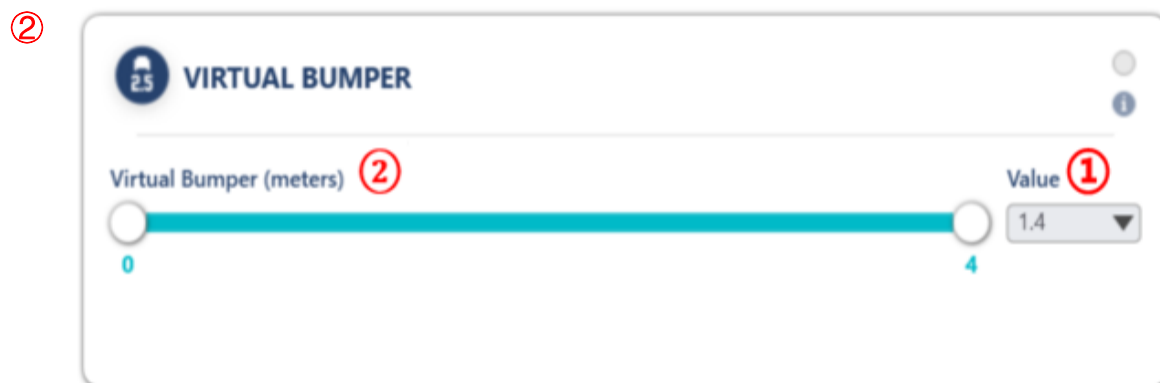 ②
2.5 VIRTUAL BUMPER
i
Virtual Bumper (meters) ② Value ①
1.4
0 4